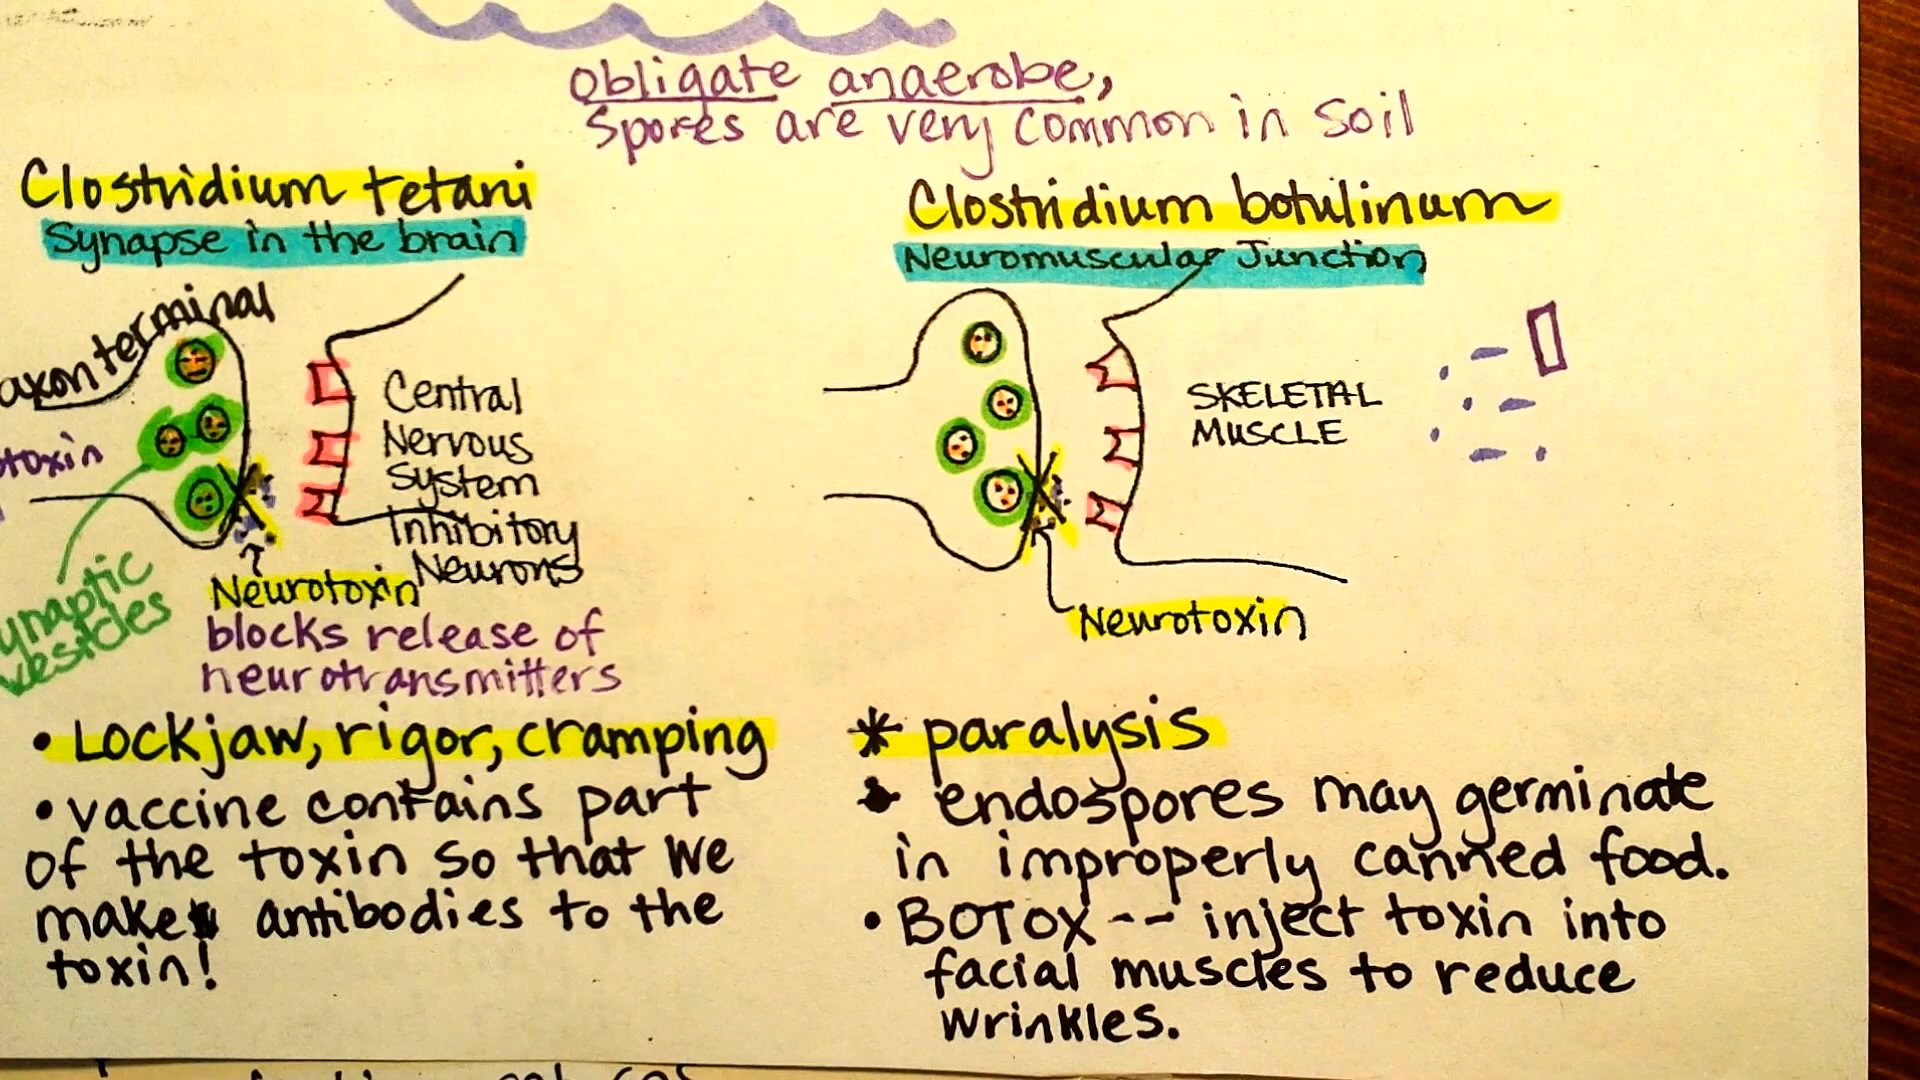 obligate anaerobe,
Spores are very common in soil
Clostridium tetani
Synapse in the brain
axon terminal
Central
Nervous
System
Inhibitory
Neurons
Neurotoxin
blocks release of
neurotransmitters
• Lockjaw, rigor, cramping
• vaccine contains part
of the toxin so that we
make antibodies to the
toxin!
Clostridium botulinum
Neuromuscular Junction
SKELETAL
MUSCLE
Neurotoxin
* paralysis
• endospores may germinate
in improperly canned food.
• BOTOX -- inject toxin into
facial muscles to reduce
wrinkles.